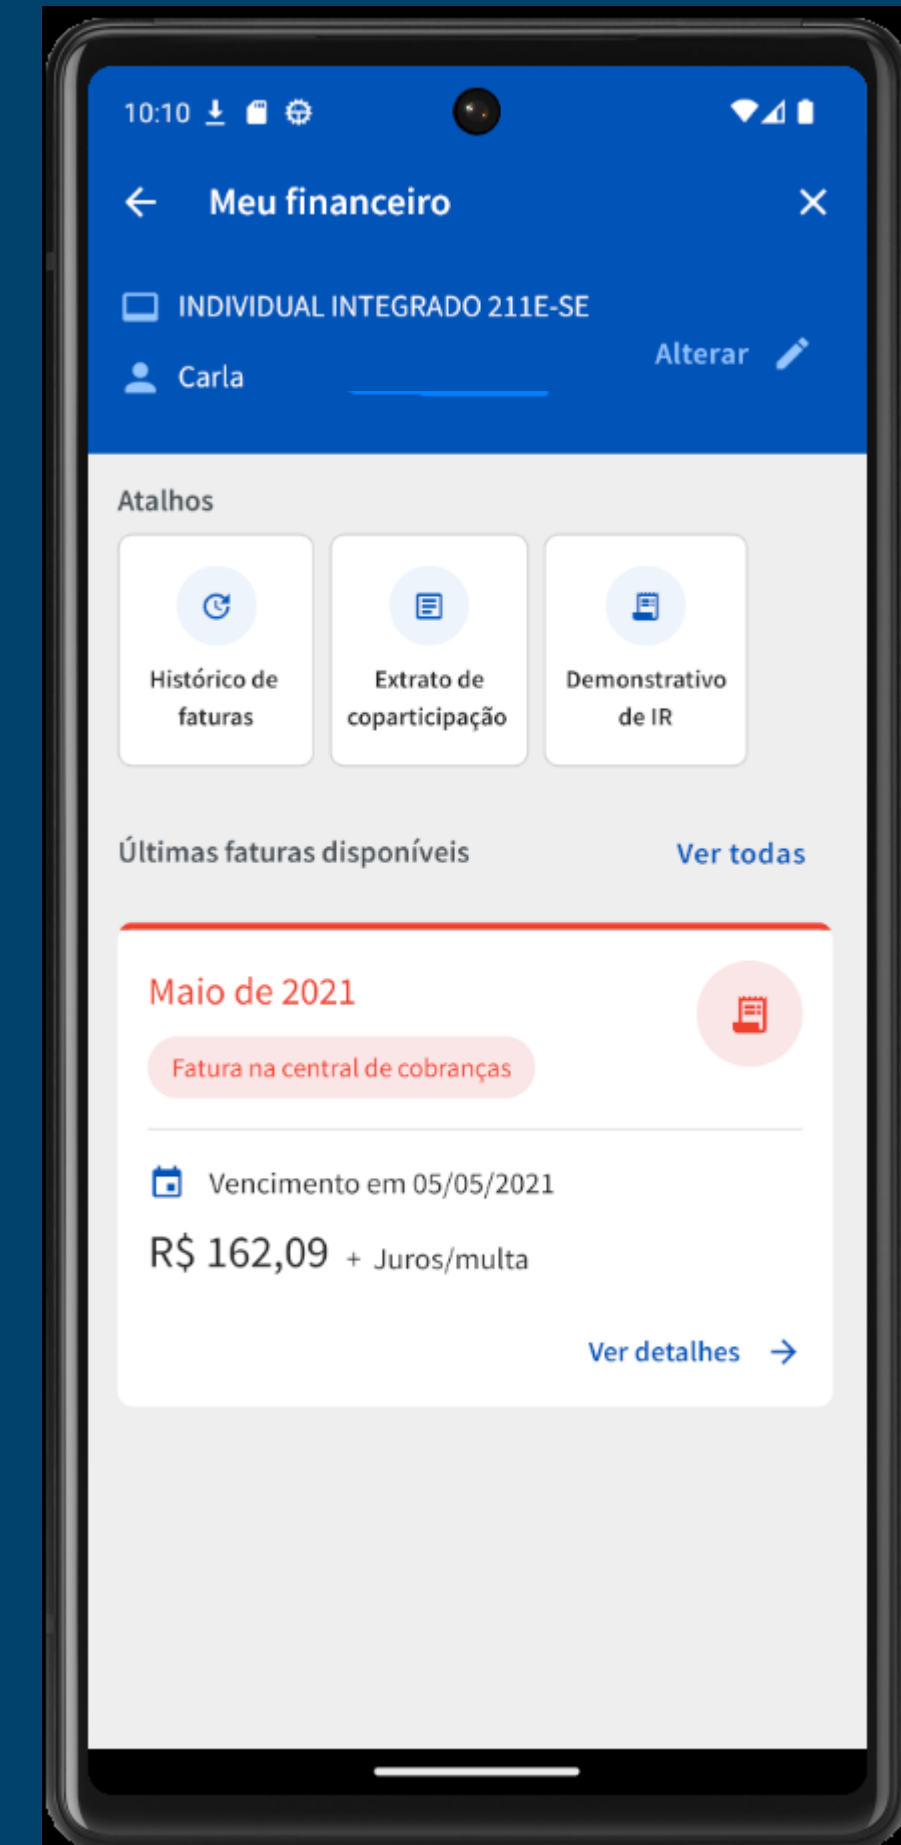 10:10
Meu financeiro
INDIVIDUAL INTEGRADO 211E-SE
Carla
Alterar
Atalhos
Histórico de
faturas
Extrato de
coparticipação
Demonstrativo
de IR
Últimas faturas disponíveis
Ver todas
Maio de 2021
Fatura na central de cobranças
Vencimento em 05/05/2021
R$ 162,09 + Juros/multa
Ver detalhes